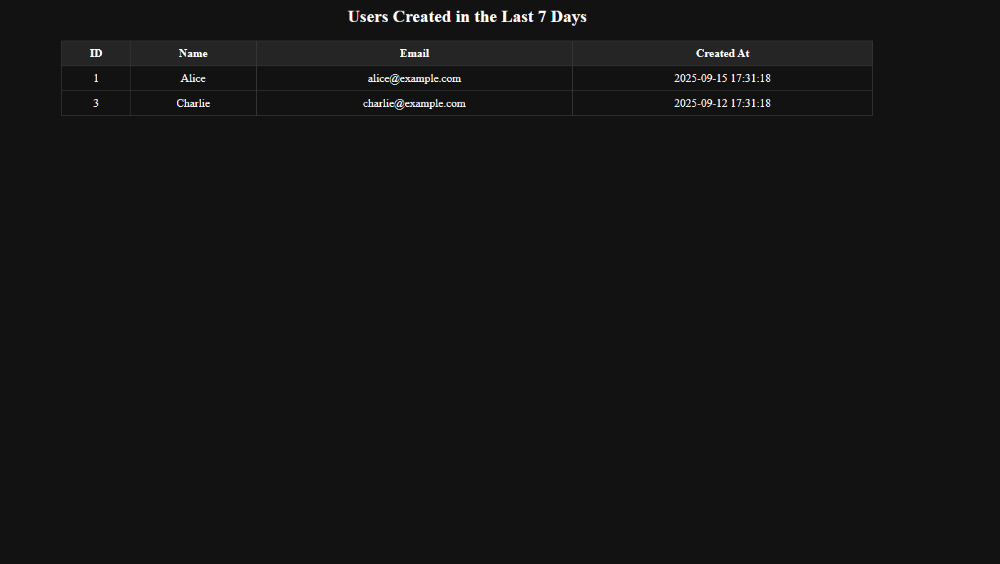 Users Created in the Last 7 Days
ID Name Email Created At
1 Alice alice@example.com 2025-09-15 17:31:18
3 Charlie charlie@example.com 2025-09-12 17:31:18